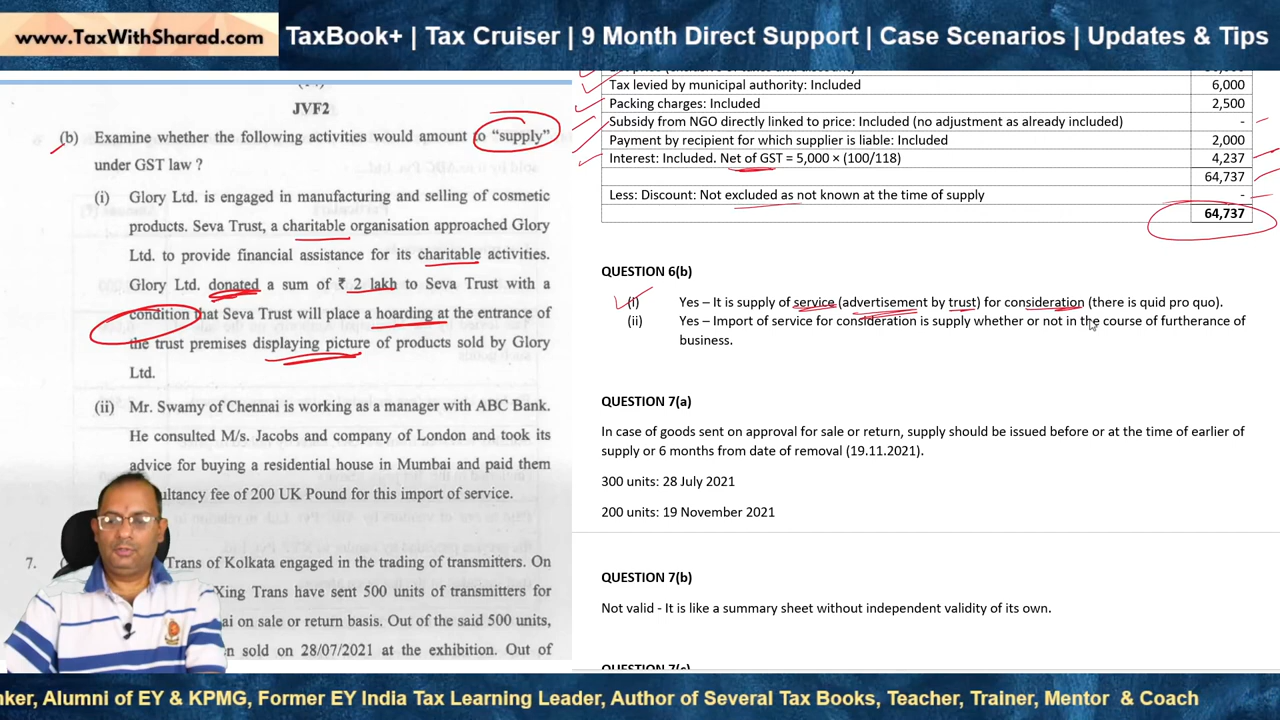 www.TaxWithSharad.com
TaxBook+ | Tax Cruiser | 9 Month Direct Support | Case Scenarios | Updates & Tips
JVF2
(b) Examine whether the following activities would amount to “supply”
under GST law ?
(i) Glory Ltd. is engaged in manufacturing and selling of cosmetic
products. Seva Trust, a charitable organisation approached Glory
Ltd. to provide financial assistance for its charitable activities.
Glory Ltd. donated a sum of ₹ 2 lakh to Seva Trust with a
condition that Seva Trust will place a hoarding at the entrance of
the trust premises displaying picture of products sold by Glory
Ltd.
(ii) Mr. Swamy of Chennai is working as a manager with ABC Bank.
He consulted M/s. Jacobs and company of London and took its
advice for buying a residential house in Mumbai and paid them
ultancy fee of 200 UK Pound for this import of service.
7. Trans of Kolkata engaged in the trading of transmitters. On
Xing Trans have sent 500 units of transmitters for
ai on sale or return basis. Out of the said 500 units,
n sold on 28/07/2021 at the exhibition. Out of
Tax levied by municipal authority: Included 6,000
Packing charges: Included 2,500
Subsidy from NGO directly linked to price: Included (no adjustment as already included) -
Payment by recipient for which supplier is liable: Included 2,000
Interest: Included. Net of GST = 5,000 × (100/118) 4,237
64,737
Less: Discount: Not excluded as not known at the time of supply -
64,737
QUESTION 6(b)
(i) Yes – It is supply of service (advertisement by trust) for consideration (there is quid pro quo).
(ii) Yes – Import of service for consideration is supply whether or not in the course of furtherance of
business.
QUESTION 7(a)
In case of goods sent on approval for sale or return, supply should be issued before or at the time of earlier of
supply or 6 months from date of removal (19.11.2021).
300 units: 28 July 2021
200 units: 19 November 2021
QUESTION 7(b)
Not valid - It is like a summary sheet without independent validity of its own.
nker, Alumni of EY & KPMG, Former EY India Tax Learning Leader, Author of Several Tax Books, Teacher, Trainer, Mentor & Coach